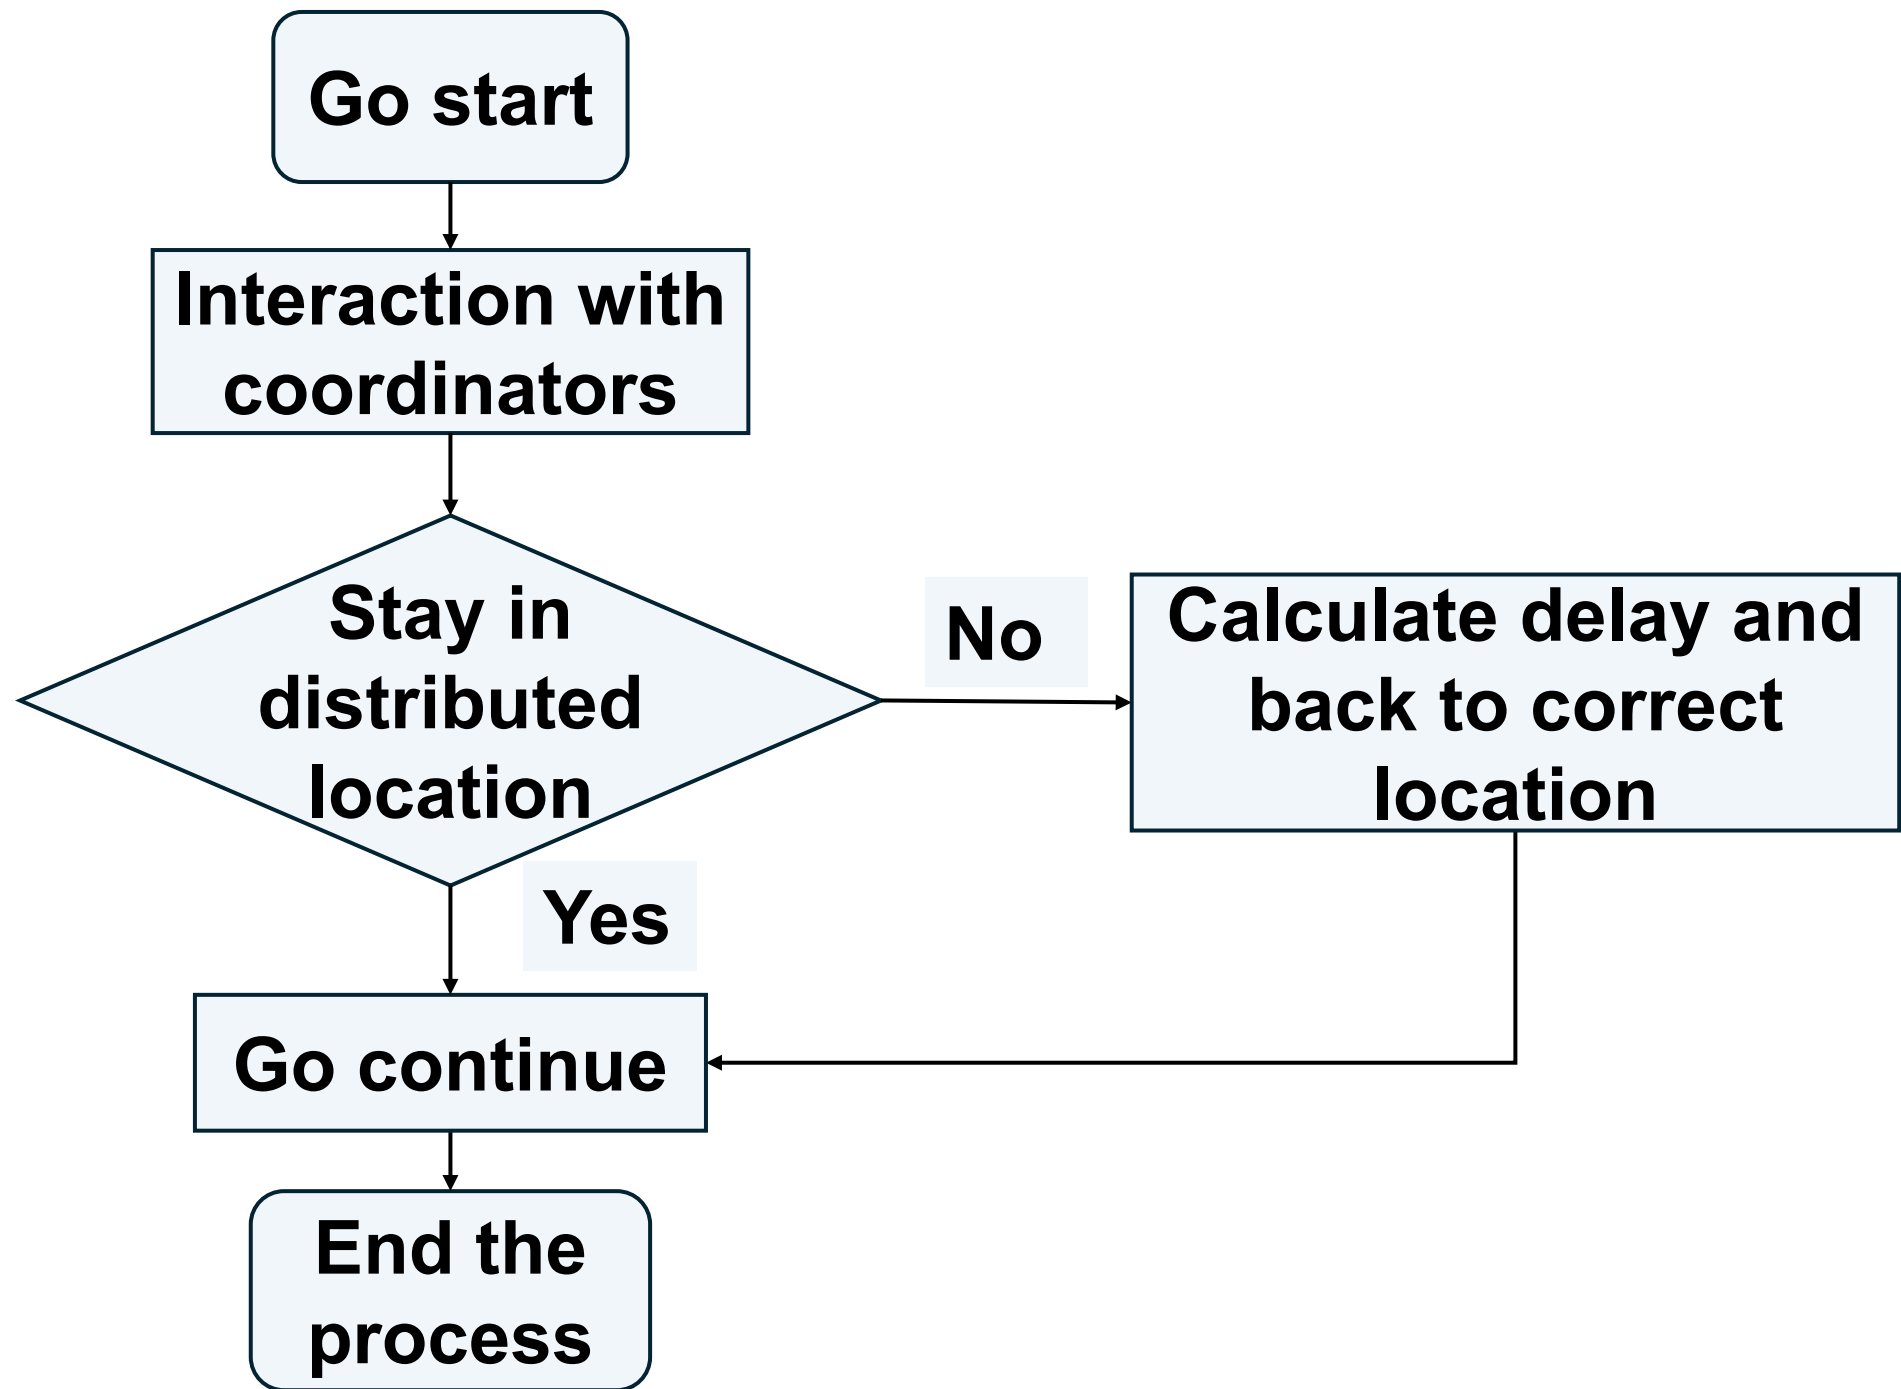 Go start
Interaction with
coordinators
Stay in
distributed
location
No
Calculate delay and
back to correct
location
Yes
Go continue
End the
process